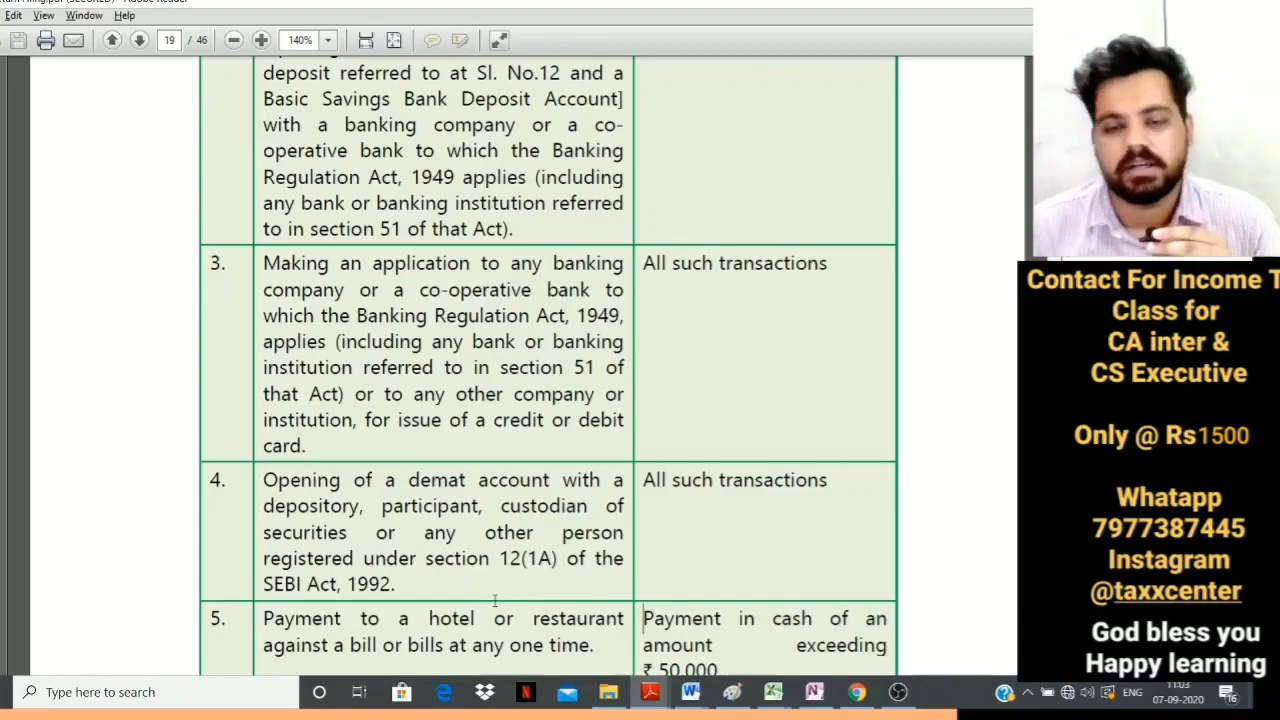 Edit View Window Help
19 / 46
140%
deposit referred to at Sl. No.12 and a
Basic Savings Bank Deposit Account]
with a banking company or a co-
operative bank to which the Banking
Regulation Act, 1949 applies (including
any bank or banking institution referred
to in section 51 of that Act).
3.
Making an application to any banking
company or a co-operative bank to
which the Banking Regulation Act, 1949,
applies (including any bank or banking
institution referred to in section 51 of
that Act) or to any other company or
institution, for issue of a credit or debit
card.
All such transactions
4.
Opening of a demat account with a
depository, participant, custodian of
securities or any other person
registered under section 12(1A) of the
SEBI Act, 1992.
All such transactions
5.
Payment to a hotel or restaurant
against a bill or bills at any one time.
Payment in cash of an
amount exceeding
₹ 50,000
Contact For Income T
Class for
CA inter &
CS Executive
Only @ Rs1500
Whatapp
7977387445
Instagram
@taxxcenter
God bless you
Happy learning
Type here to search
ENG
11:03
07-09-2020
16